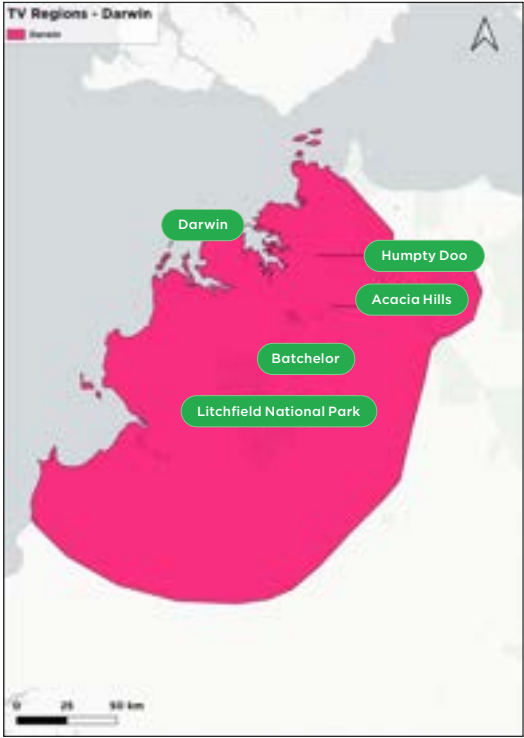 TV Regions - Darwin
Darwin
Darwin
Humpty Doo
Acacia Hills
Batchelor
Litchfield National Park
0 25 50 km